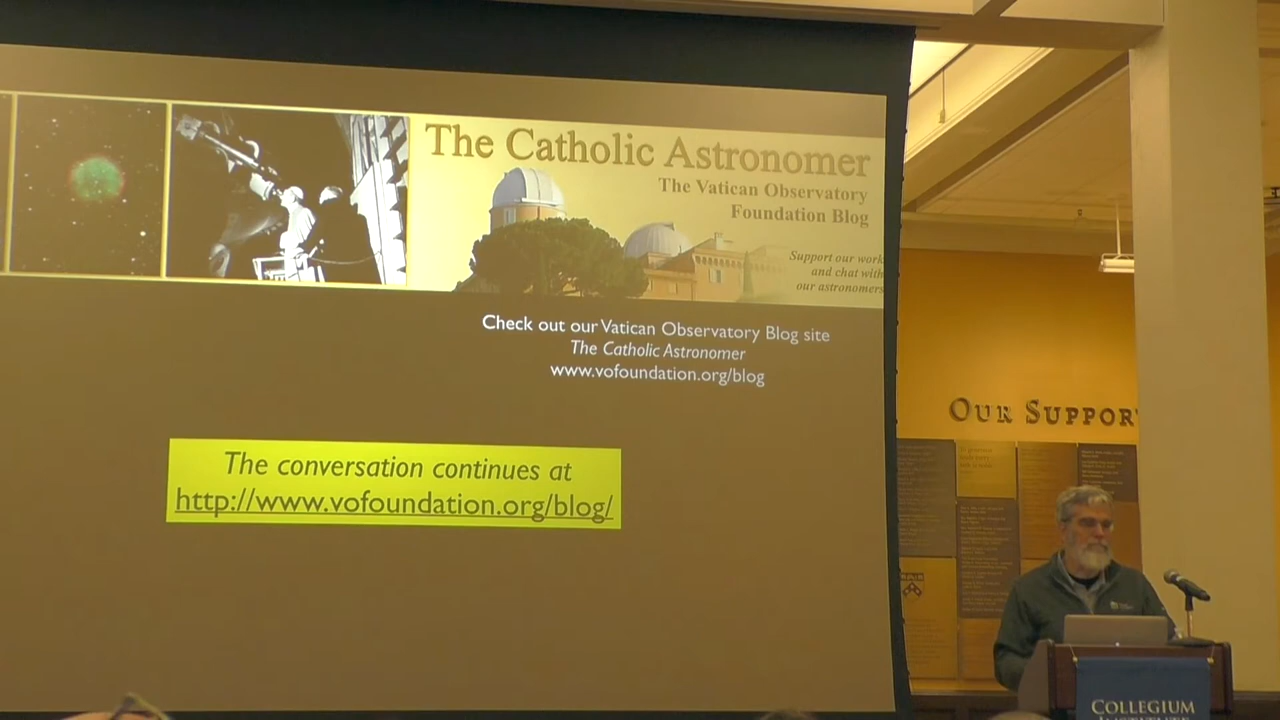 The Catholic Astronomer
The Vatican Observatory
Foundation Blog
Support our work
and chat with
our astronomers
Check out our Vatican Observatory Blog site
The Catholic Astronomer
www.vofoundation.org/blog
The conversation continues at
http://www.vofoundation.org/blog/
OUR SUPPOR
COLLEGIUM
INSTITUTE